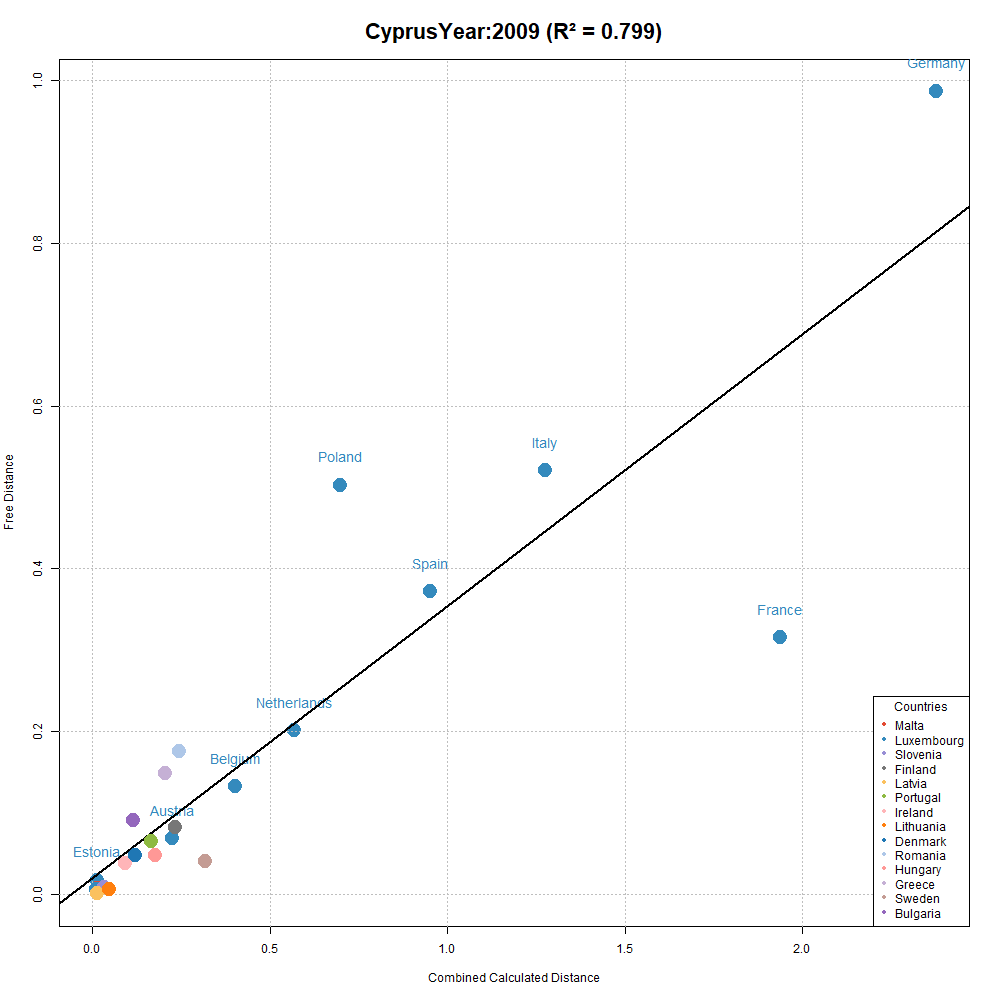 CyprusYear:2009 (R² = 0.799)
Germany
1.0
0.8
0.6
0.4
0.2
0.0
Free Distance
Italy
Poland
Spain
France
Netherlands
Belgium
Austria
Estonia
Countries
Malta
Luxembourg
Slovenia
Finland
Latvia
Portugal
Ireland
Lithuania
Denmark
Romania
Hungary
Greece
Sweden
Bulgaria
0.0 0.5 1.0 1.5 2.0
Combined Calculated Distance